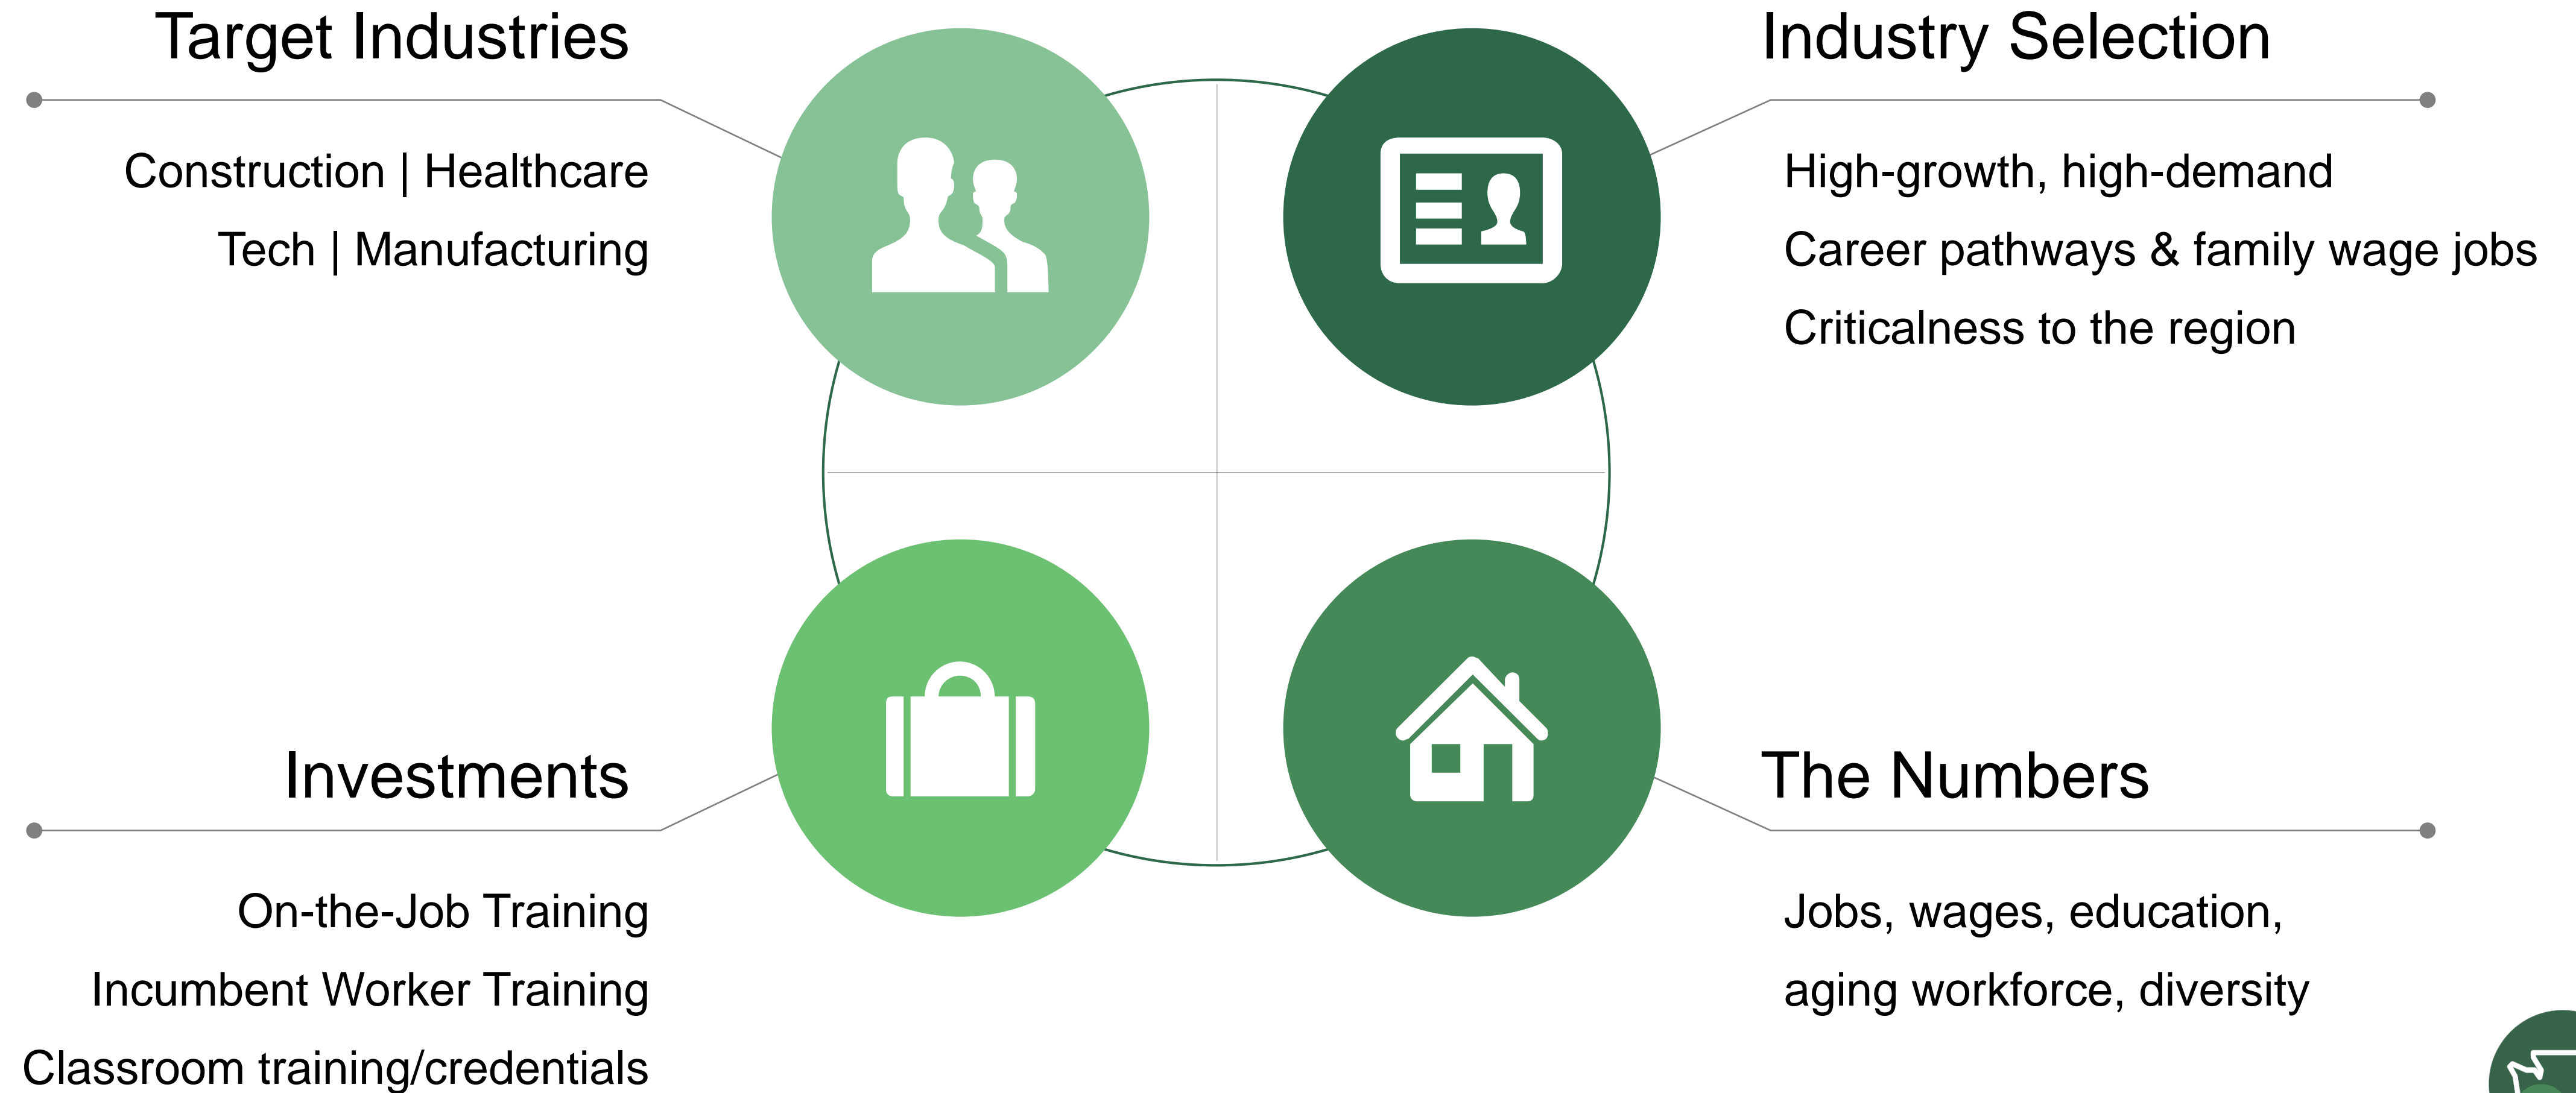 Target Industries
Construction | Healthcare
Tech | Manufacturing
Industry Selection
High-growth, high-demand
Career pathways & family wage jobs
Criticalness to the region
Investments
On-the-Job Training
Incumbent Worker Training
Classroom training/credentials
The Numbers
Jobs, wages, education,
aging workforce, diversity